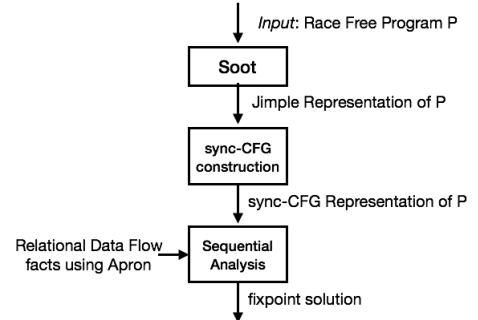 Input: Race Free Program P
Soot
Jimple Representation of P
sync-CFG
construction
sync-CFG Representation of P
Relational Data Flow
facts using Apron
Sequential
Analysis
fixpoint solution